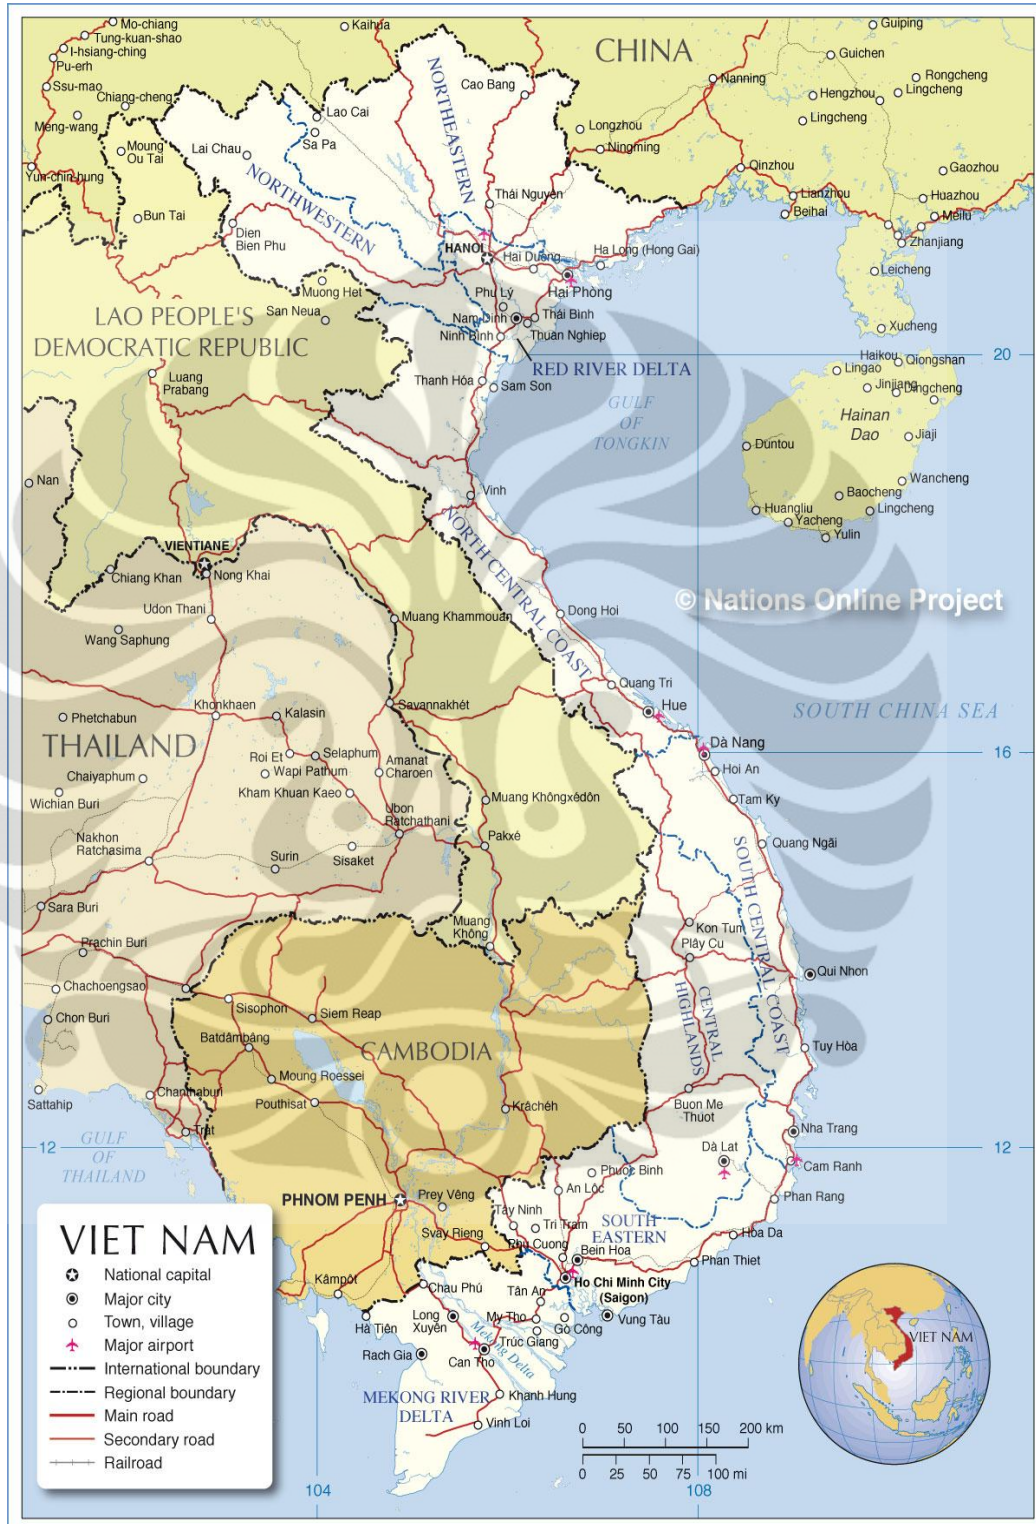 Mo-chiang
Tung-kuan-shao
I-hsiang-ching
Pu-erh
Ssu-mao
Chiang-cheng
Meng-wang
Moung
Ou Tai
Yun-chin-hung
Bun Tai
Kaihua
CHINA
Guiping
Guichen
Nanning
Rongcheng
Hengzhou
Lingcheng
Lingcheng
Longzhou
Ningming
Qinzhou
Gaozhou
Lianzhou
Huazhou
Beihai
Meilu
Zhanjiang
Leicheng
Xucheng
Cao Bang
NORTHEASTERN
Lao Cai
Sa Pa
Lai Chau
NORTHWESTERN
Thái Nguyên
Dien
Bien Phu
HANOI
Hai Duong
Ha Long (Hong Gai)
Hai Phòng
Phu Lý
Nam Dinh
Thái Bình
Ninh Bình
Thuân Nghiep
RED RIVER DELTA
20
Muong Het
San Neua
LAO PEOPLE'S
DEMOCRATIC REPUBLIC
Luang
Prabang
Thanh Hóa
Sam Son
GULF
OF
TONGKIN
Haikou
Qiongshan
Lingao
Jinjiang
Dingcheng
Hainan
Dao
Jiaji
Duntou
Wancheng
Baocheng
Huangliu
Lingcheng
Yacheng
Yulin
Nan
Vinh
NORTH CENTRAL COAST
VIENTIANE
Chiang Khan
Nong Khai
Udon Thani
Wang Saphung
Muang Khammouan
Dong Hoi
© Nations Online Project
Quang Tri
Hue
SOUTH CHINA SEA
Khonkhaen
Kalasin
Savannakhét
Phetchabun
THAILAND
Roi Et
Selaphum
Wapi Pathum
Amanat
Charoen
Chaiyaphum
Wichian Buri
Kham Khuan Kaeo
Muang Khôngxédôn
Dà Nang
16
Hoi An
Tam Ky
Ubon
Ratchathani
Nakhon
Ratchasima
Pakxé
Surin
Sisaket
Quang Ngãi
SOUTH CENTRAL COAST
Sara Buri
Prachin Buri
Muang
Không
Kon Tum
Plây Cu
Chachoengsao
Sisophon
Siem Reap
Chon Buri
Batdâmbâng
CAMBODIA
CENTRAL
HIGHLANDS
Qui Nhon
Tuy Hòa
Moung Roessei
Sattahip
Chanthaburi
Pouthisat
Krâchéh
Buon Me
Thuot
Trat
GULF
OF
THAILAND
12
Nha Trang
12
Dà Lat
Cam Ranh
Phuoc Binh
An Lôc
Phan Rang
PHNOM PENH
Prey Vêng
Tây Ninh
Tri Tram
SOUTH
EASTERN
Svay Rieng
Phu Cuong
Bein Hoa
Hòa Da
Phan Thiet
Kâmpôt
Chau Phú
Tân An
Ho Chi Minh City
(Saigon)
Hà Tiên
Long
Xuyên
My Tho
Gò Công
Vung Tàu
Trúc Giang
Rach Gia
Can Tho
Mekong Delta
MEKONG RIVER
DELTA
Khanh Hung
Vinh Loi
VIET NAM
National capital
Major city
Town, village
Major airport
International boundary
Regional boundary
Main road
Secondary road
Railroad
VIET NAM
0 50 100 150 200 km
0 25 50 75 100 mi
104
108